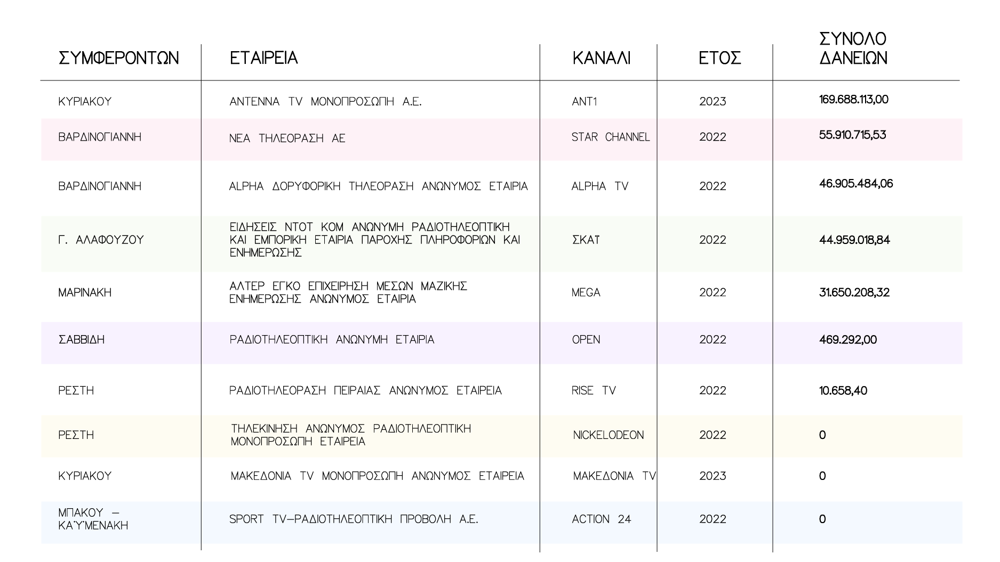 ΣΥΜΦΕΡΟΝΤΩΝ ΕΤΑΙΡΕΙΑ ΚΑΝΑΛΙ ΕΤΟΣ ΣΥΝΟΛΟ
ΔΑΝΕΙΩΝ
ΚΥΡΙΑΚΟΥ ANTENNA TV ΜΟΝΟΠΡΟΣΩΠΗ Α.Ε. ANT1 2023 169.688.113,00
ΒΑΡΔΙΝΟΓΙΑΝΝΗ ΝΕΑ ΤΗΛΕΟΡΑΣΗ ΑΕ STAR CHANNEL 2022 55.910.715,53
ΒΑΡΔΙΝΟΓΙΑΝΝΗ ALPHA ΔΟΡΥΦΟΡΙΚΗ ΤΗΛΕΟΡΑΣΗ ΑΝΩΝΥΜΟΣ ΕΤΑΙΡΙΑ ALPHA TV 2022 46.905.484,06
Γ. ΑΛΑΦΟΥΖΟΥ ΕΙΔΗΣΕΙΣ ΝΤΟΤ ΚΟΜ ΑΝΩΝΥΜΗ ΡΑΔΙΟΤΗΛΕΟΠΤΙΚΗ
ΚΑΙ ΕΜΠΟΡΙΚΗ ΕΤΑΙΡΙΑ ΠΑΡΟΧΗΣ ΠΛΗΡΟΦΟΡΙΩΝ ΚΑΙ
ΕΝΗΜΕΡΩΣΗΣ ΣΚΑΪ 2022 44.959.018,84
ΜΑΡΙΝΑΚΗ ΑΛΤΕΡ ΕΓΚΟ ΕΠΙΧΕΙΡΗΣΗ ΜΕΣΩΝ ΜΑΖΙΚΗΣ
ΕΝΗΜΕΡΩΣΗΣ ΑΝΩΝΥΜΟΣ ΕΤΑΙΡΙΑ MEGA 2022 31.650.208,32
ΣΑΒΒΙΔΗ ΡΑΔΙΟΤΗΛΕΟΠΤΙΚΗ ΑΝΩΝΥΜΗ ΕΤΑΙΡΙΑ OPEN 2022 469.292,00
ΡΕΣΤΗ ΡΑΔΙΟΤΗΛΕΟΡΑΣΗ ΠΕΙΡΑΙΑΣ ΑΝΩΝΥΜΟΣ ΕΤΑΙΡΕΙΑ RISE TV 2022 10.658,40
ΡΕΣΤΗ ΤΗΛΕΚΙΝΗΣΗ ΑΝΩΝΥΜΟΣ ΡΑΔΙΟΤΗΛΕΟΠΤΙΚΗ
ΜΟΝΟΠΡΟΣΩΠΗ ΕΤΑΙΡΕΙΑ NICKELODEON 2022 0
ΚΥΡΙΑΚΟΥ ΜΑΚΕΔΟΝΙΑ TV ΜΟΝΟΠΡΟΣΩΠΗ ΑΝΩΝΥΜΟΣ ΕΤΑΙΡΕΙΑ ΜΑΚΕΔΟΝΙΑ TV 2023 0
ΜΠΑΚΟΥ –
ΚΑΫΜΕΝΑΚΗ SPORT TV–ΡΑΔΙΟΤΗΛΕΟΠΤΙΚΗ ΠΡΟΒΟΛΗ Α.Ε. ACTION 24 2022 0